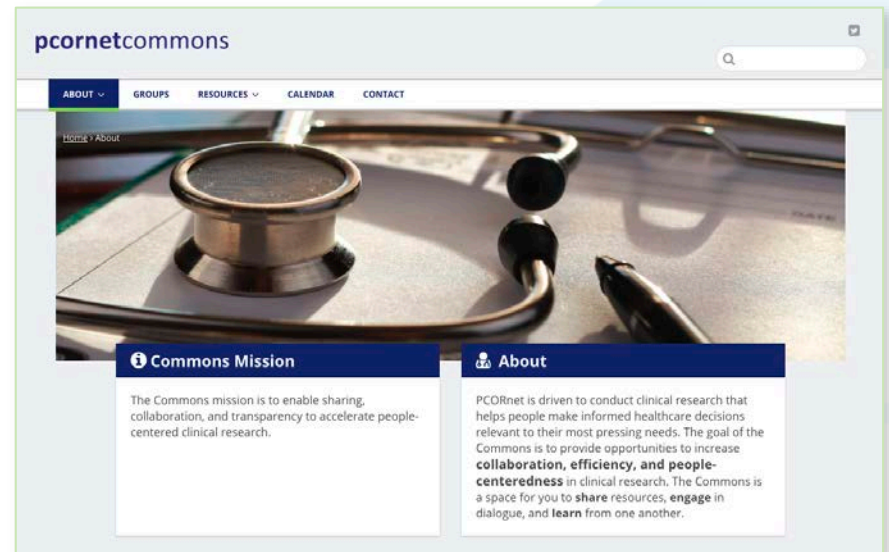 pcornetcommons
ABOUT
GROUPS
RESOURCES
CALENDAR
CONTACT
Home › About
DATE
Commons Mission
The Commons mission is to enable sharing,
collaboration, and transparency to accelerate people-
centered clinical research.
About
PCORnet is driven to conduct clinical research that
helps people make informed healthcare decisions
relevant to their most pressing needs. The goal of the
Commons is to provide opportunities to increase
collaboration, efficiency, and people-
centeredness in clinical research. The Commons is
a space for you to share resources, engage in
dialogue, and learn from one another.